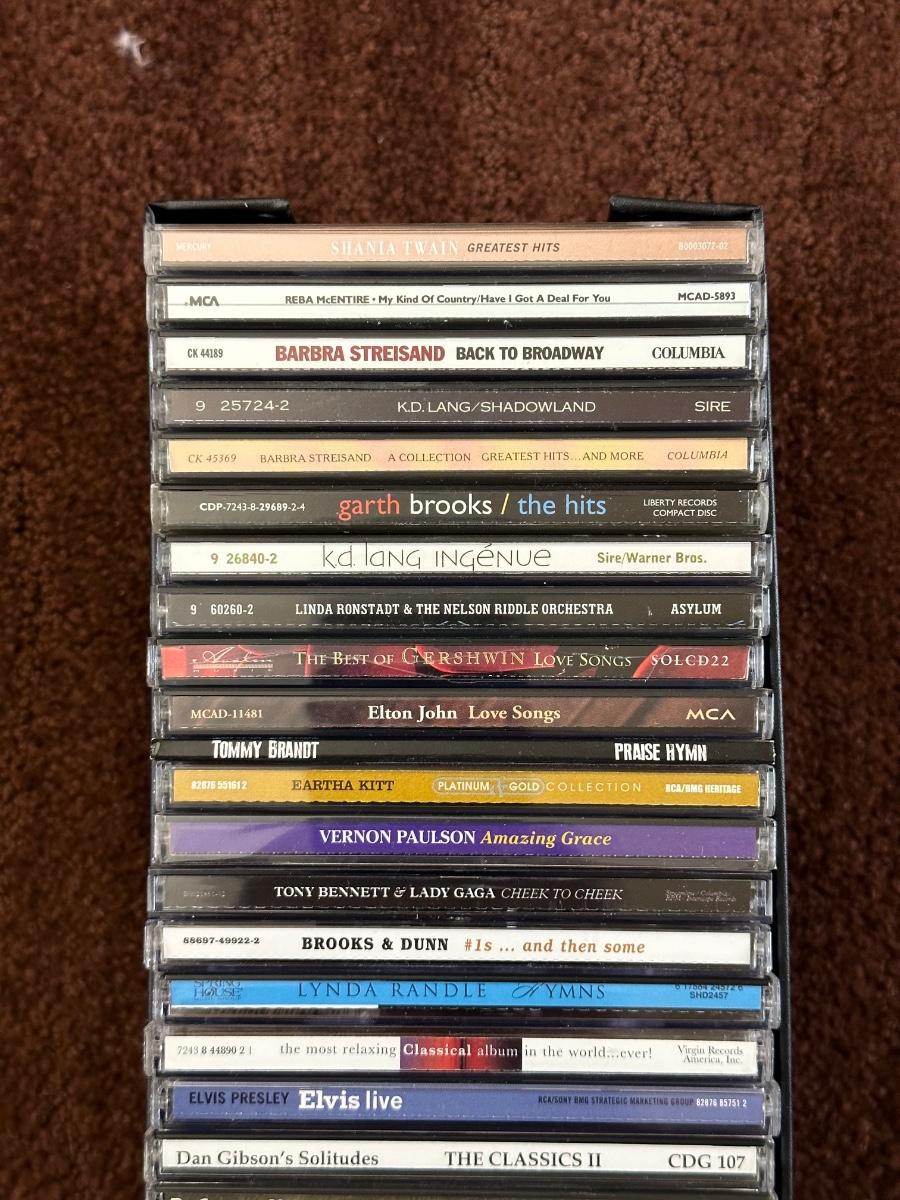 MERCURY SHANIA TWAIN GREATEST HITS B0003072-02
MCA REBA McENTIRE • My Kind Of Country/Have I Got A Deal For You MCAD-5893
CK 44189 BARBRA STREISAND BACK TO BROADWAY COLUMBIA
9 25724-2 K.D. LANG/SHADOWLAND SIRE
CK 45369 BARBRA STREISAND A COLLECTION GREATEST HITS...AND MORE COLUMBIA
CDP-7243-8-29689-2-4 garth brooks / the hits LIBERTY RECORDS
COMPACT DISC
9 26840-2 k.d. lang ingénue Sire/Warner Bros.
9 60260-2 LINDA RONSTADT & THE NELSON RIDDLE ORCHESTRA ASYLUM
Avalon THE BEST OF GERSHWIN LOVE SONGS SOLCD22
MCAD-11481 Elton John Love Songs MCA
TOMMY BRANDT PRAISE HYMN
82876 55161 2 EARTHA KITT PLATINUM & GOLD COLLECTION RCA/BMG HERITAGE
VERNON PAULSON Amazing Grace
TONY BENNETT & LADY GAGA CHEEK TO CHEEK
88697-49922-2 BROOKS & DUNN #1s ... and then some
SPRING
HOUSE LYNDA RANDLE HYMNS
SHD2457
7243 8 44890 2 1 the most relaxing Classical album in the world...ever! Virgin Records
America, Inc.
ELVIS PRESLEY Elvis live RCA/SONY BMG STRATEGIC MARKETING GROUP 82876 85751 2
Dan Gibson's Solitudes THE CLASSICS II CDG 107